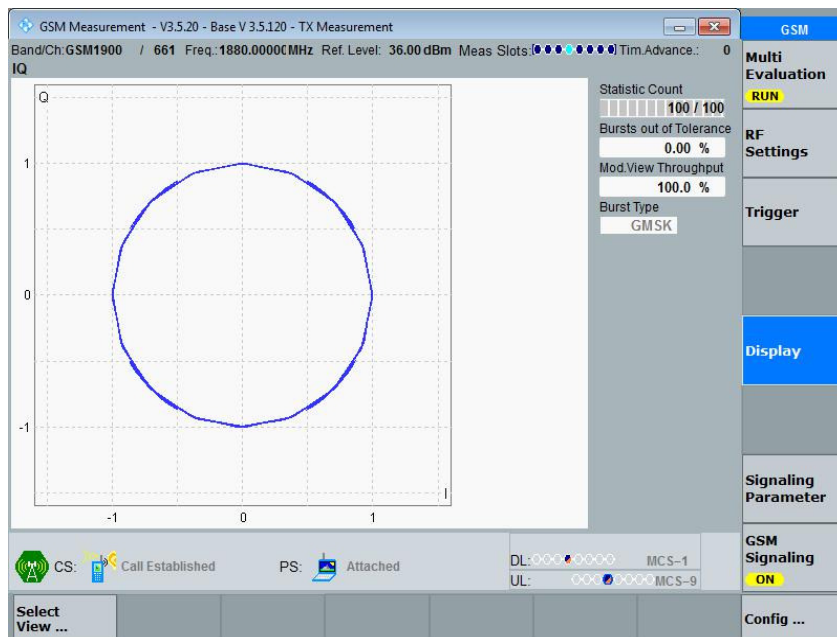 GSM Measurement - V3.5.20 - Base V 3.5.120 - TX Measurement
GSM
Band/Ch:GSM1900 / 661 Freq.:1880.00000MHz Ref. Level: 36.00 dBm Meas Slots: Tim.Advance.: 0
IQ
Multi
Evaluation
RUN
RF
Settings
Trigger
Display
Signaling
Parameter
GSM
Signaling
ON
Config ...
Statistic Count
100 / 100
Bursts out of Tolerance
0.00 %
Mod.View Throughput
100.0 %
Burst Type
GMSK
Q
1
0
-1
I
-1 0 1
CS: Call Established PS: Attached
DL: MCS-1
UL: MCS-9
Select
View ...